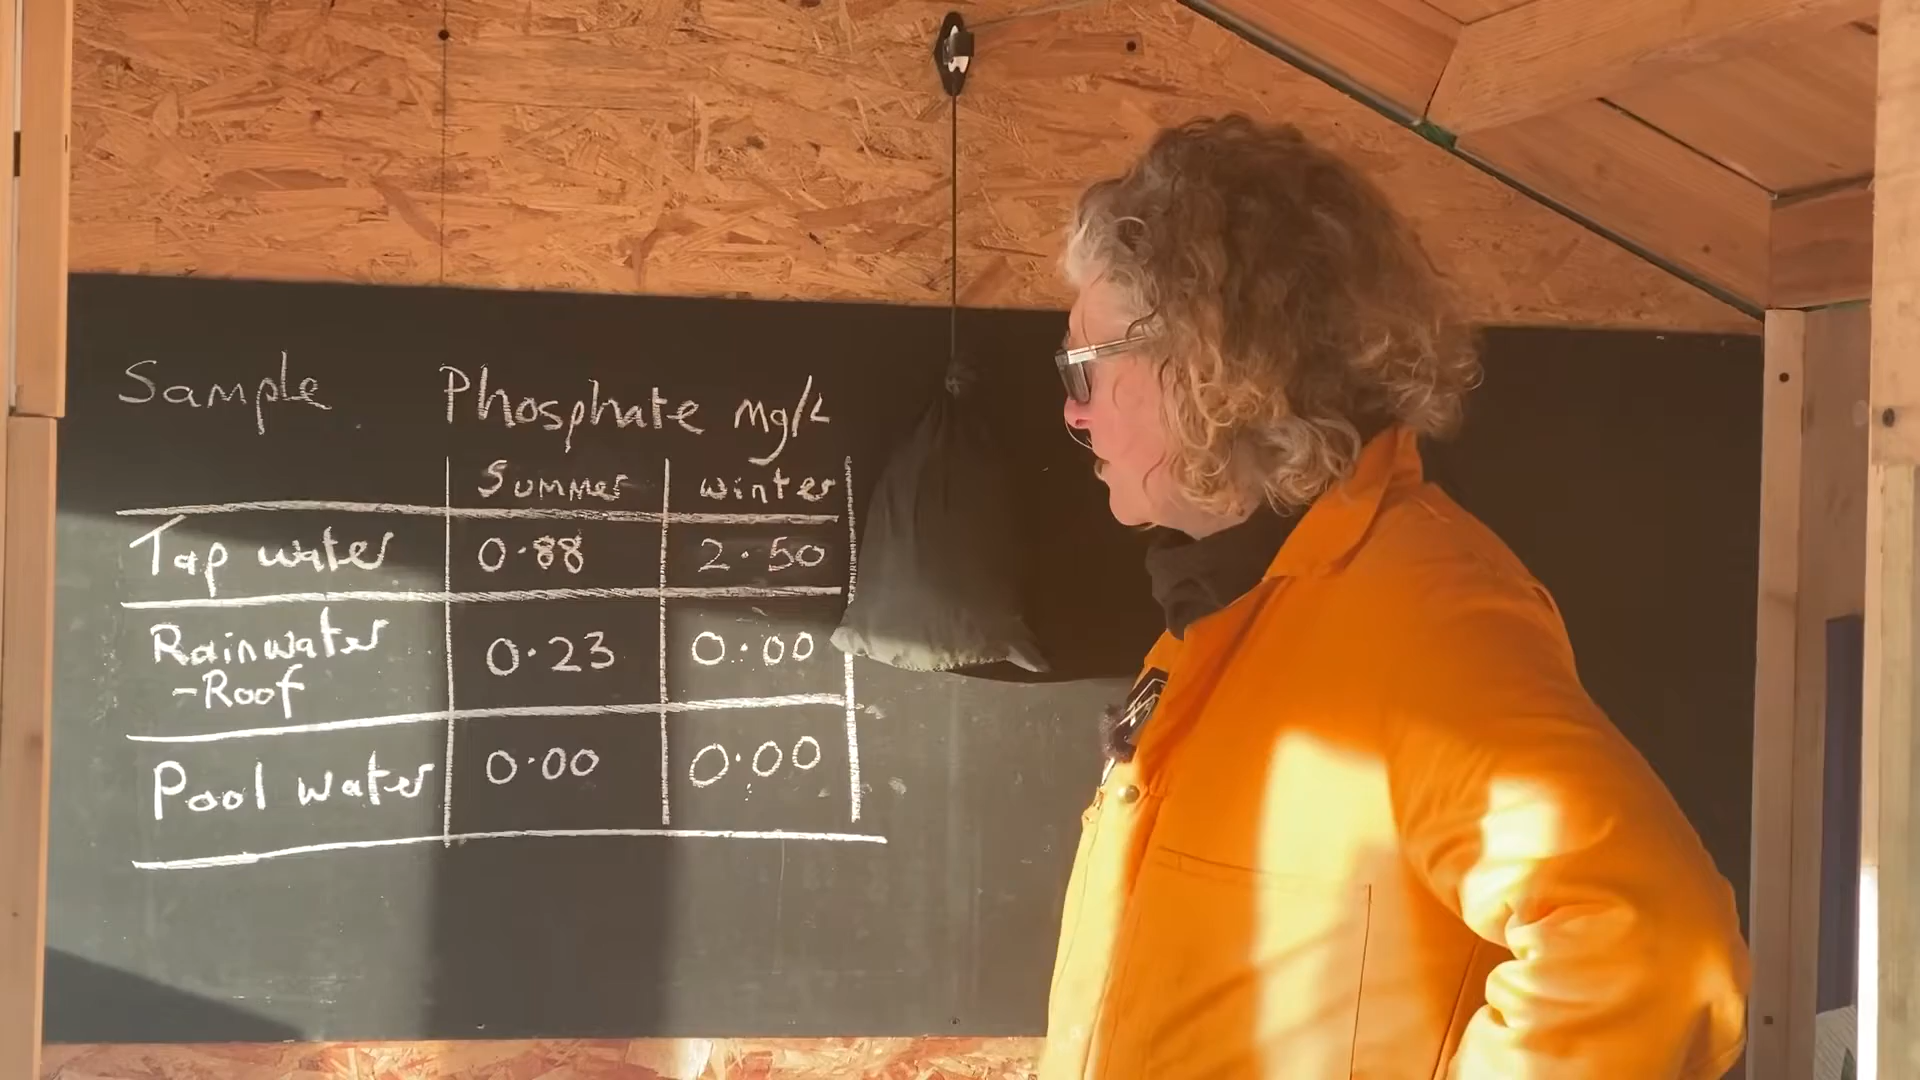 Sample Phosphate mg/L
Summer winter
Tap water 0.88 2.50
Rainwater 0.23 0.00
-Roof
Pool water 0.00 0.00